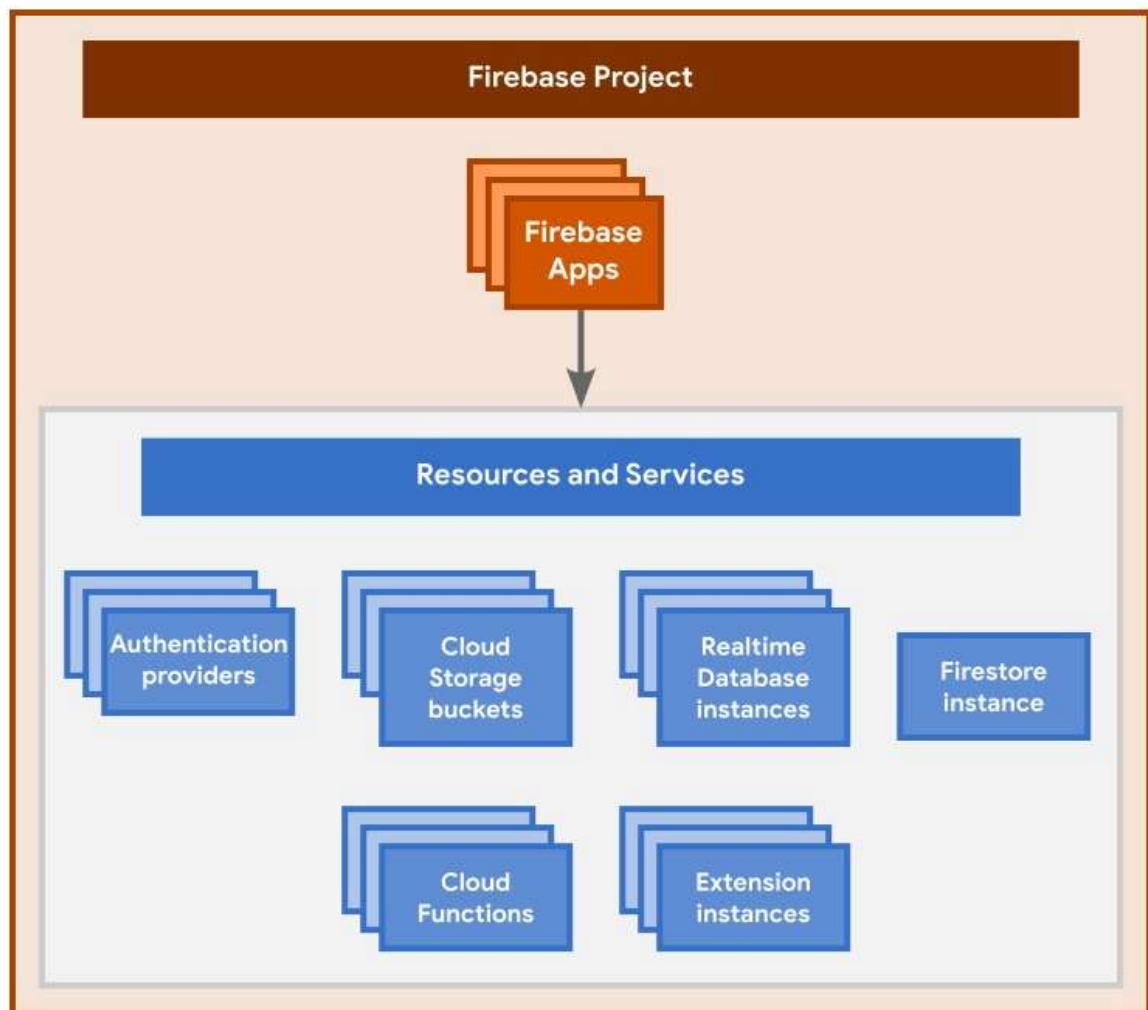 Firebase Project
Firebase
Apps
Resources and Services
Authentication
providers
Cloud
Storage
buckets
Realtime
Database
instances
Firestore
instance
Cloud
Functions
Extension
instances